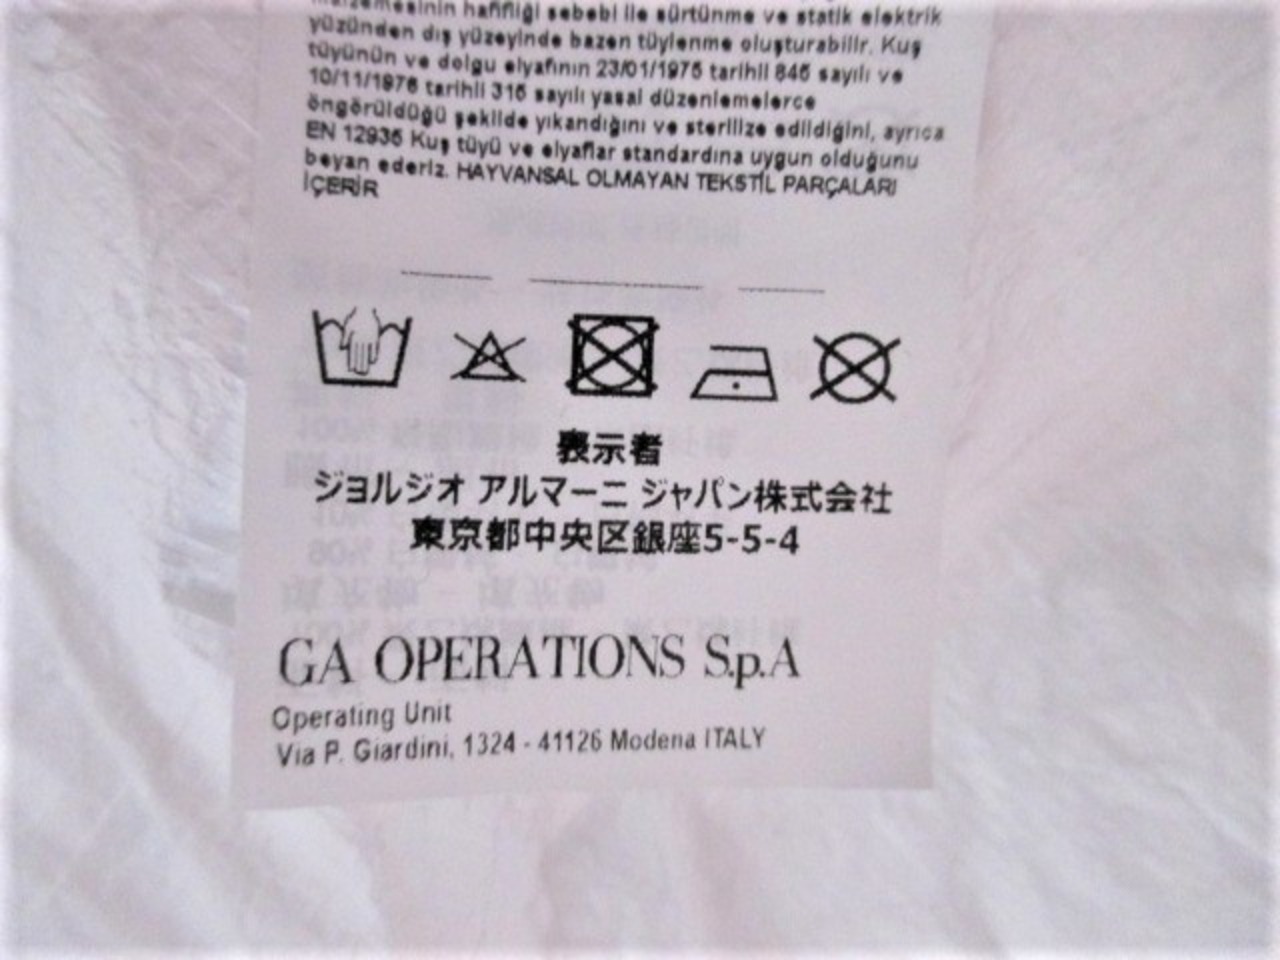 malzemesinin hafifliği sebebi ile sürtünme ve statik elektrik
yüzünden dış yüzeyinde bazen tüylenme oluşturabilir. Kuş
tüyünün ve dolgu elyafının 23/01/1975 tarihli 845 sayılı ve
10/11/1976 tarihli 315 sayılı yasal düzenlemelerce
öngörüldüğü şekilde yıkandığını ve sterilize edildiğini, ayrıca
EN 12935 Kuş tüyü ve elyaflar standardına uygun olduğunu
beyan ederiz. HAYVANSAL OLMAYAN TEKSTİL PARÇALARI
İÇERİR
表示者
ジョルジオ アルマーニ ジャパン株式会社
東京都中央区銀座5-5-4
GA OPERATIONS S.p.A
Operating Unit
Via P. Giardini, 1324 - 41126 Modena ITALY